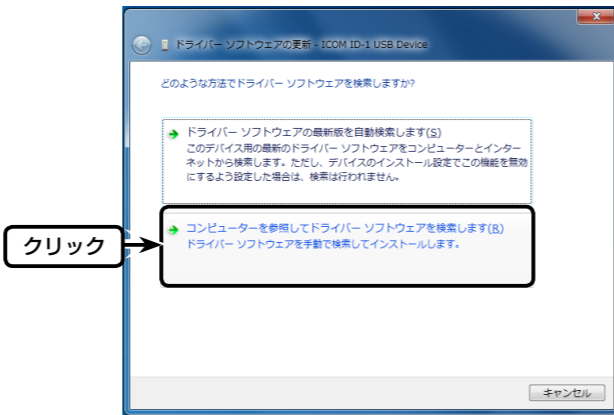 ドライバー ソフトウェアの更新 - ICOM ID-1 USB Device
どのような方法でドライバー ソフトウェアを検索しますか?
ドライバー ソフトウェアの最新版を自動検索します(S)
このデバイス用の最新のドライバー ソフトウェアをコンピューターとインター
ネットから検索します。ただし、デバイスのインストール設定でこの機能を無効
にするよう設定した場合は、検索は行われません。
コンピューターを参照してドライバー ソフトウェアを検索します(R)
ドライバー ソフトウェアを手動で検索してインストールします。
クリック
キャンセル